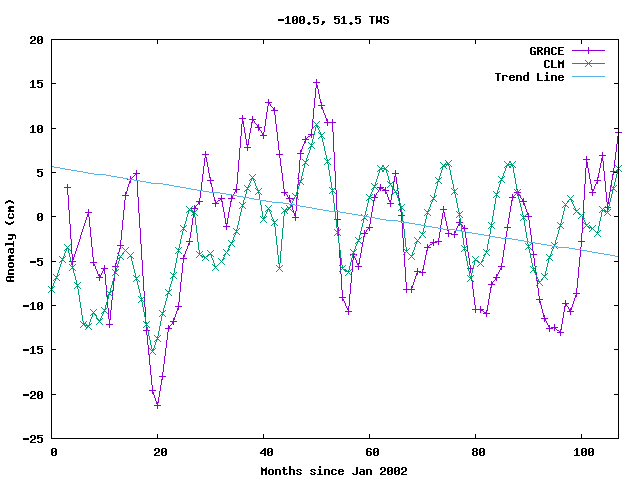 -100.5, 51.5 TWS
GRACE
CLM
Trend Line
20
15
10
5
0
-5
-10
-15
-20
-25
Anomaly (cm)
0 20 40 60 80 100
Months since Jan 2002